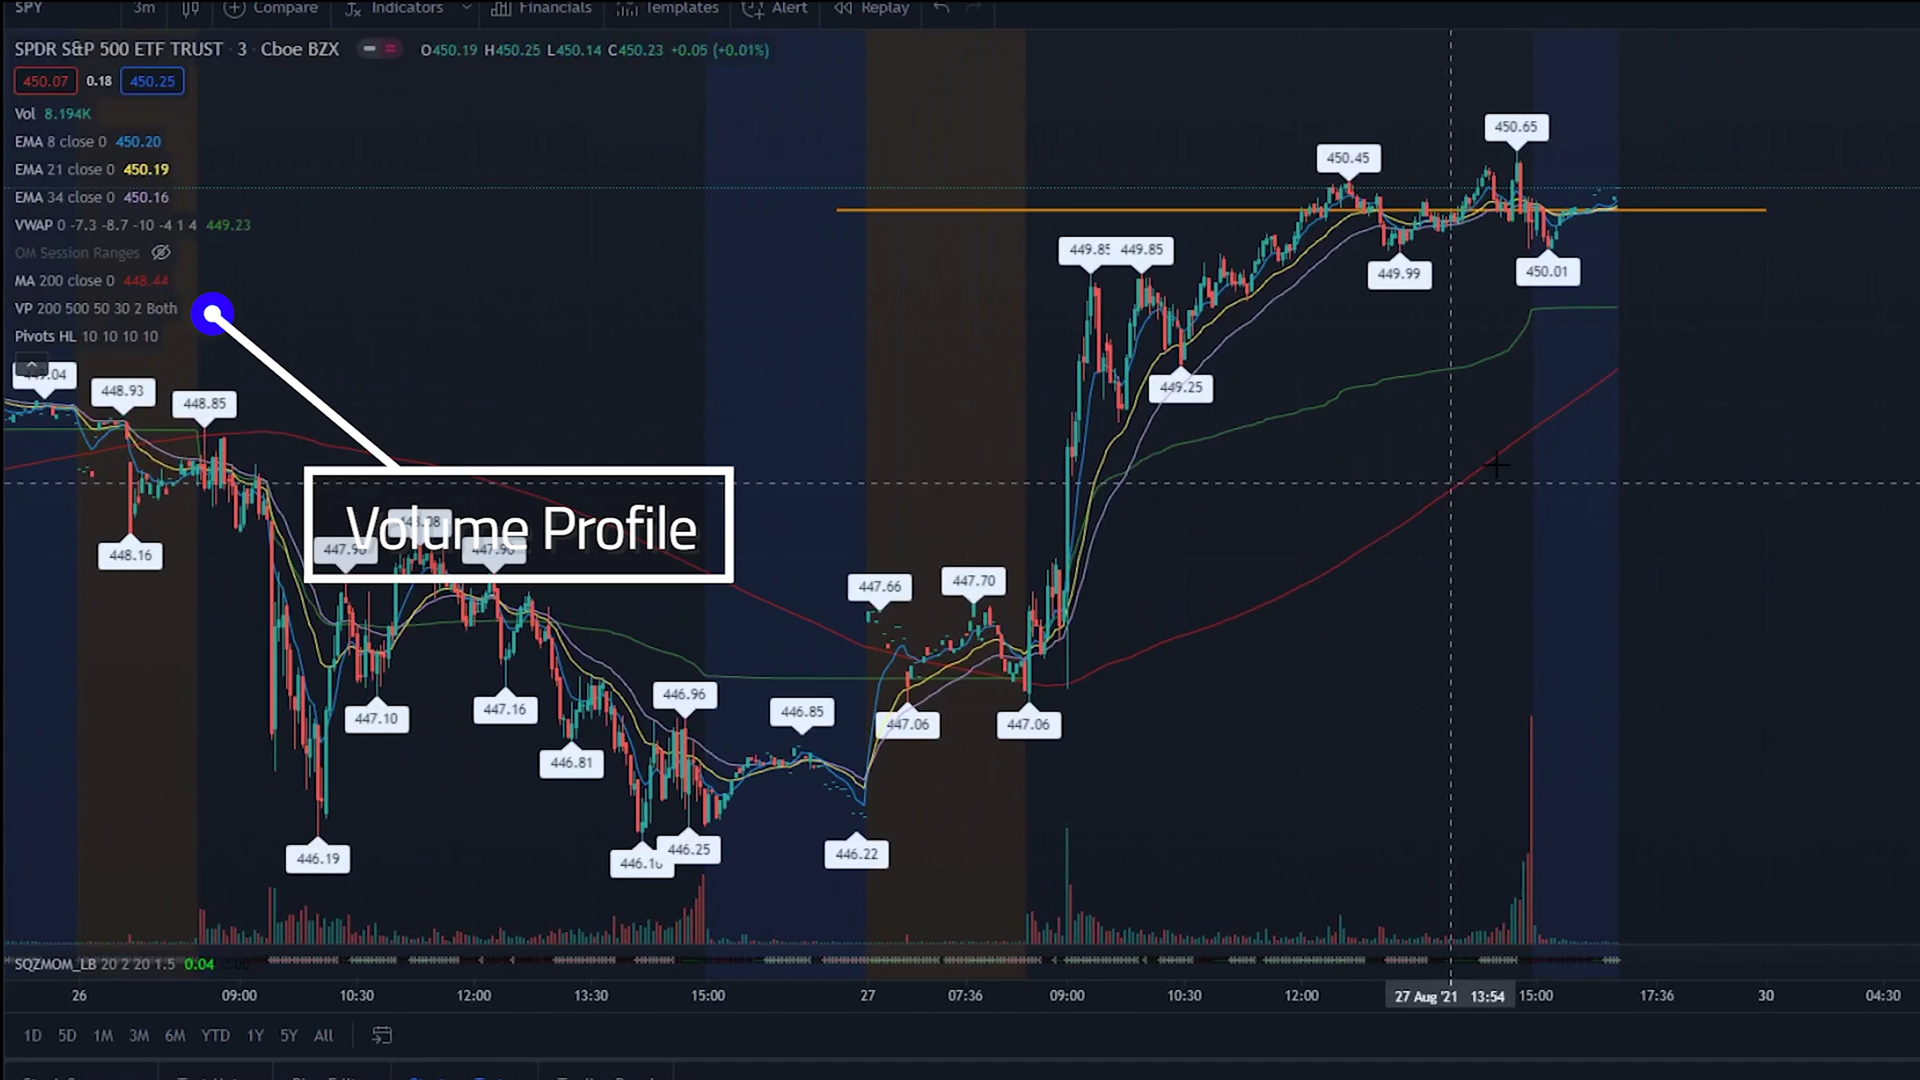 SPY 3m Compare Indicators Financials Templates Alert Replay
SPDR S&P 500 ETF TRUST · 3 · Cboe BZX O450.19 H450.25 L450.14 C450.23 +0.05 (+0.01%)
450.07 0.18 450.25
Vol 8.194K
EMA 8 close 0 450.20
EMA 21 close 0 450.19
EMA 34 close 0 450.16
VWAP 0 -7.3 -8.7 -10 -4 1 4 449.23
OM Session Ranges
MA 200 close 0 448.44
VP 200 500 50 30 2 Both
Pivots HL 10 10 10 10
450.65
450.45
449.85 449.85
449.99
450.01
449.25
448.93
448.85
448.16
Volume Profile
447.66
447.70
447.10
447.16
446.96
446.85
447.06
447.06
446.81
446.19
446.25
446.22
SQZMOM_LB 20 2 20 1.5 0.04
26 09:00 10:30 12:00 13:30 15:00 27 07:36 09:00 10:30 12:00 27 Aug '21 13:54 15:00 17:36 30 04:30
1D 5D 1M 3M 6M YTD 1Y 5Y All